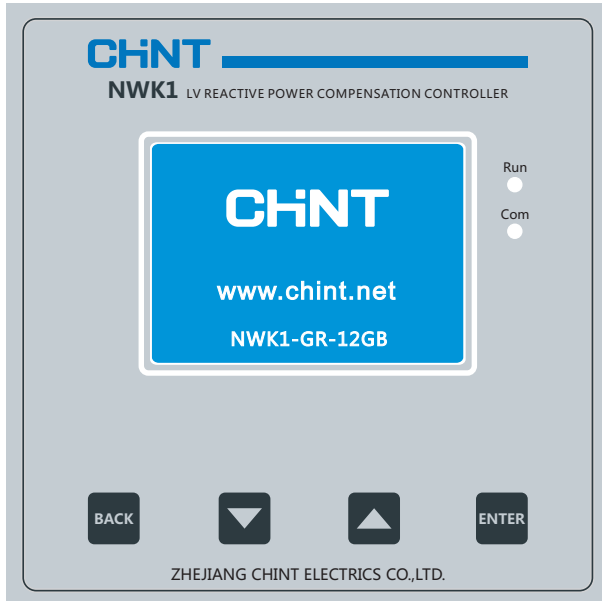 CHiNT
NWK1 LV REACTIVE POWER COMPENSATION CONTROLLER
Run
Com
CHiNT
www.chint.net
NWK1-GR-12GB
BACK
ENTER
ZHEJIANG CHINT ELECTRICS CO.,LTD.